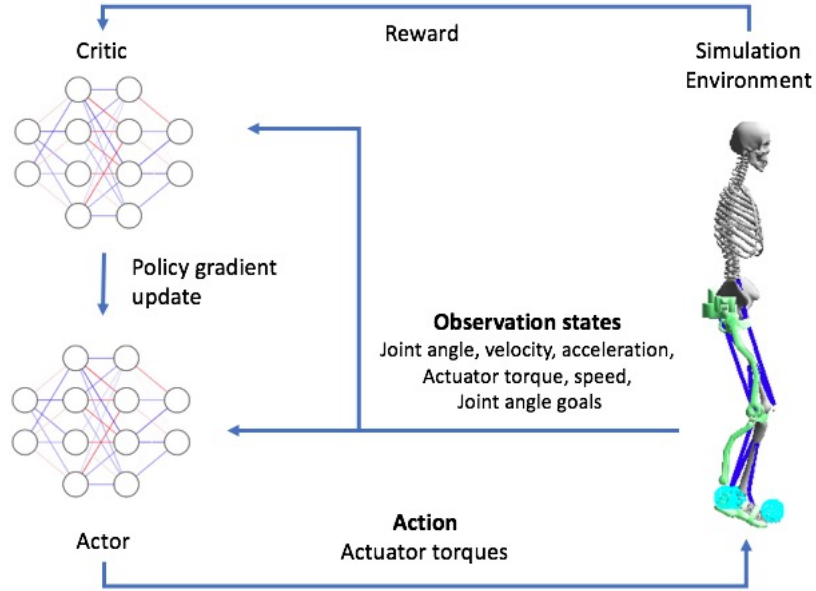 Reward
Critic
Simulation
Environment
Policy gradient
update
Observation states
Joint angle, velocity, acceleration,
Actuator torque, speed,
Joint angle goals
Action
Actuator torques
Actor